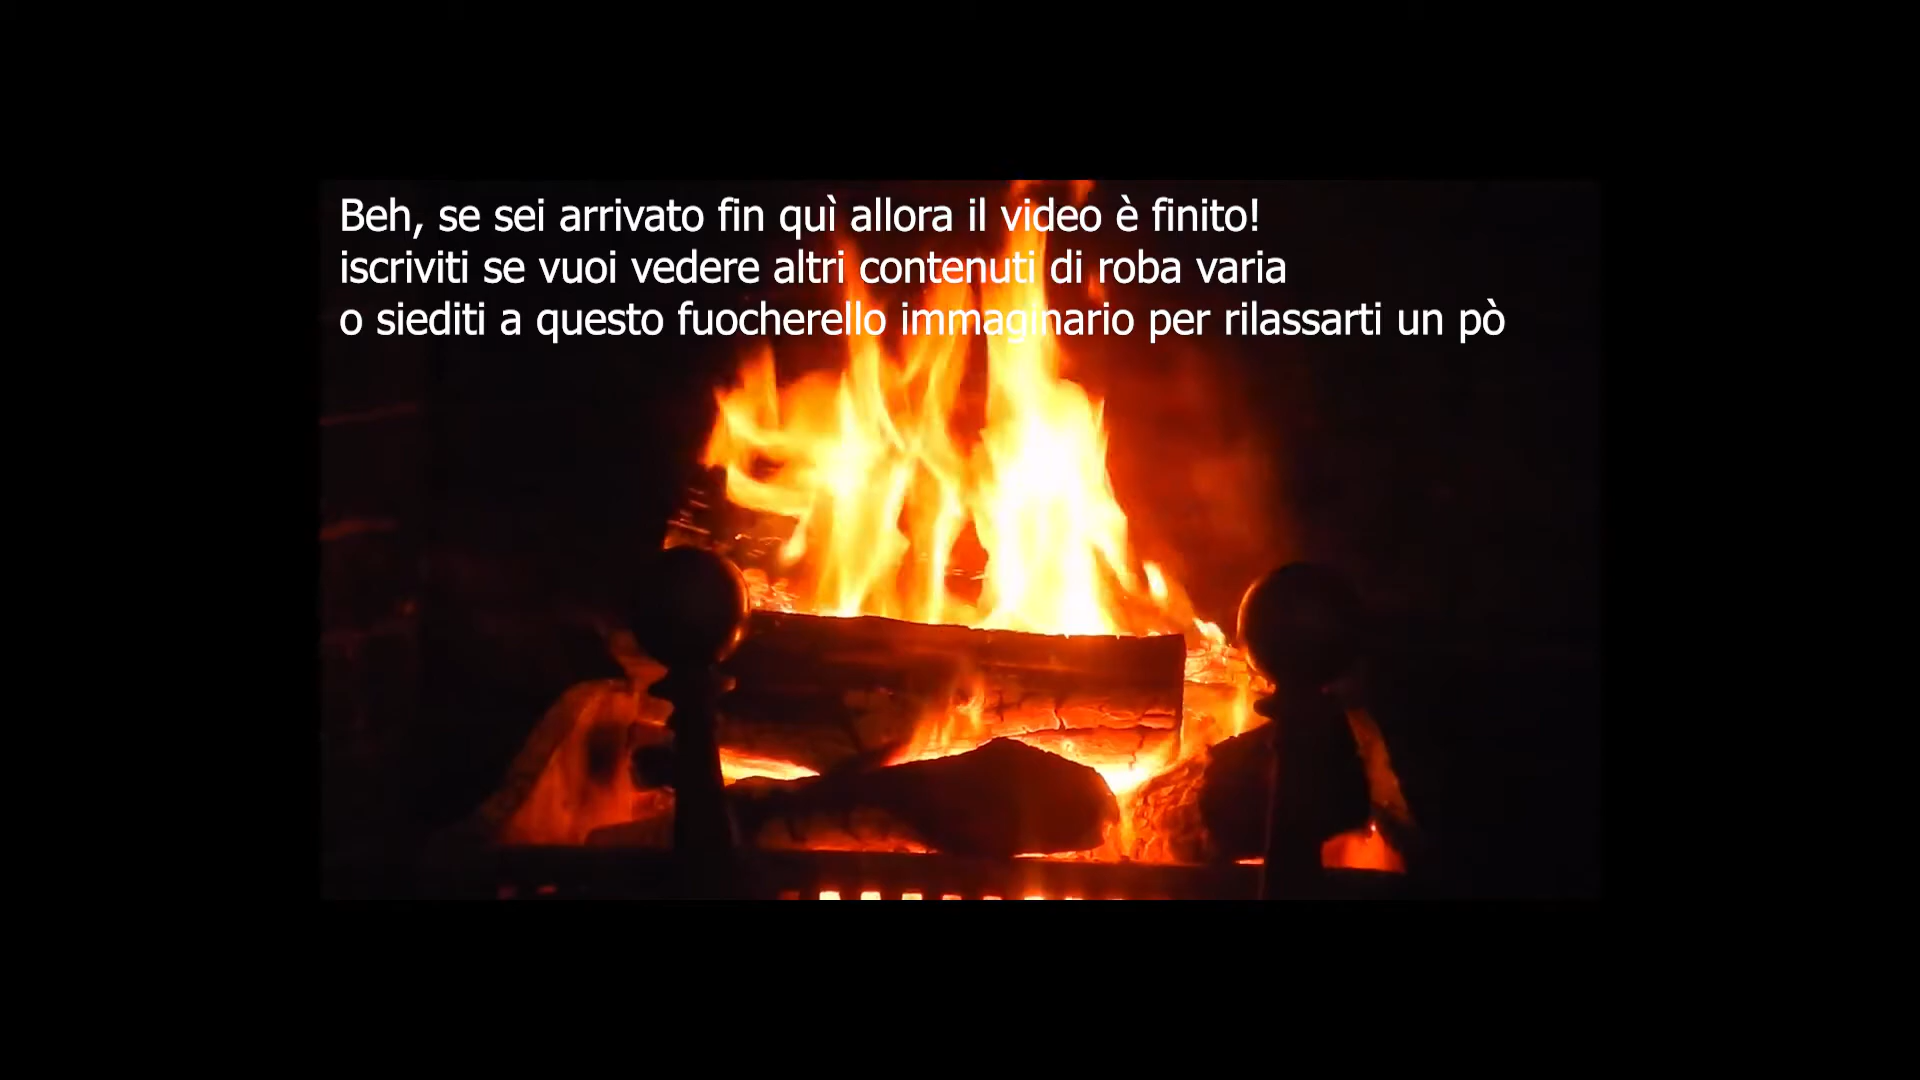 Beh, se sei arrivato fin quì allora il video è finito!
iscriviti se vuoi vedere altri contenuti di roba varia
o siediti a questo fuocherello immaginario per rilassarti un pò